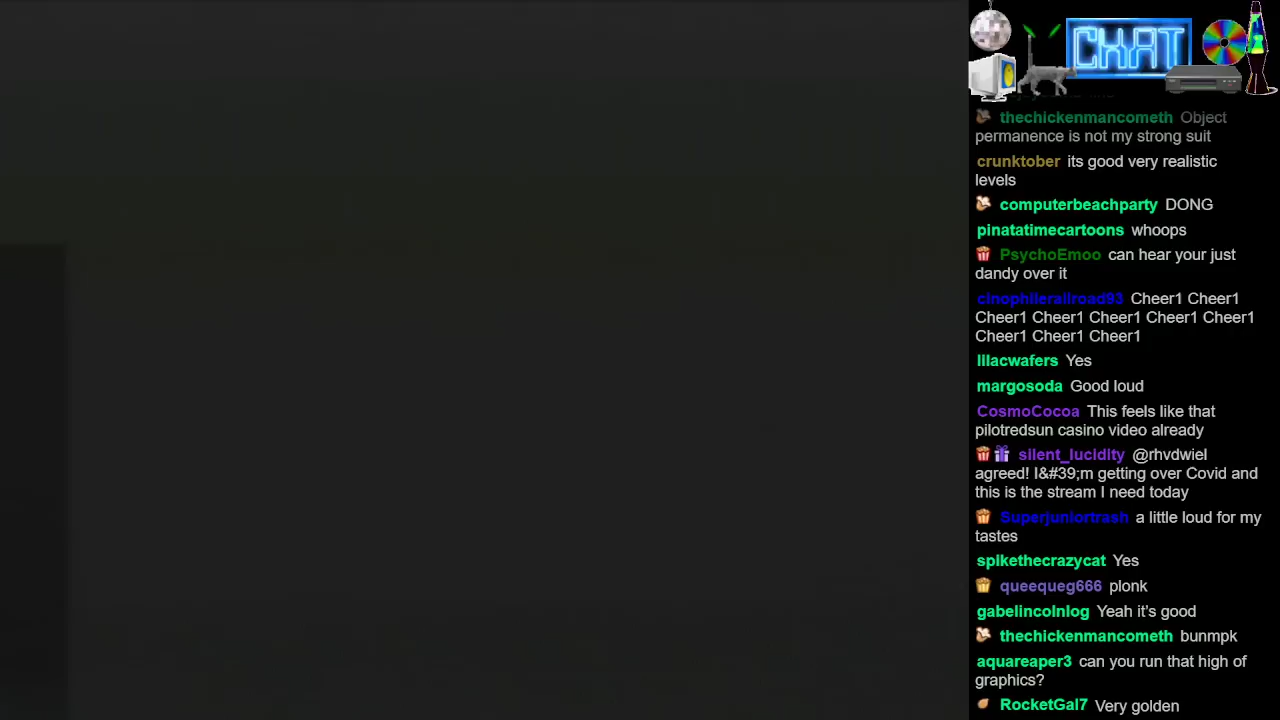 CHAT
thechickenmancometh Object
permanence is not my strong suit
crunktober its good very realistic
levels
computerbeachparty DONG
pinatatimecartoons whoops
PsychoEmoo can hear your just
dandy over it
cinophilerailroad93 Cheer1 Cheer1
Cheer1 Cheer1 Cheer1 Cheer1 Cheer1
Cheer1 Cheer1 Cheer1
lilacwafers Yes
margosoda Good loud
CosmoCocoa This feels like that
pilotredsun casino video already
silent_lucidity @rhvdwiel
agreed! I&#39;m getting over Covid and
this is the stream I need today
Superjuniortrash a little loud for my
tastes
spikethecrazycat Yes
queequeg666 plonk
gabelincolnlog Yeah it's good
thechickenmancometh bunmpk
aquareaper3 can you run that high of
graphics?
RocketGal7 Very golden